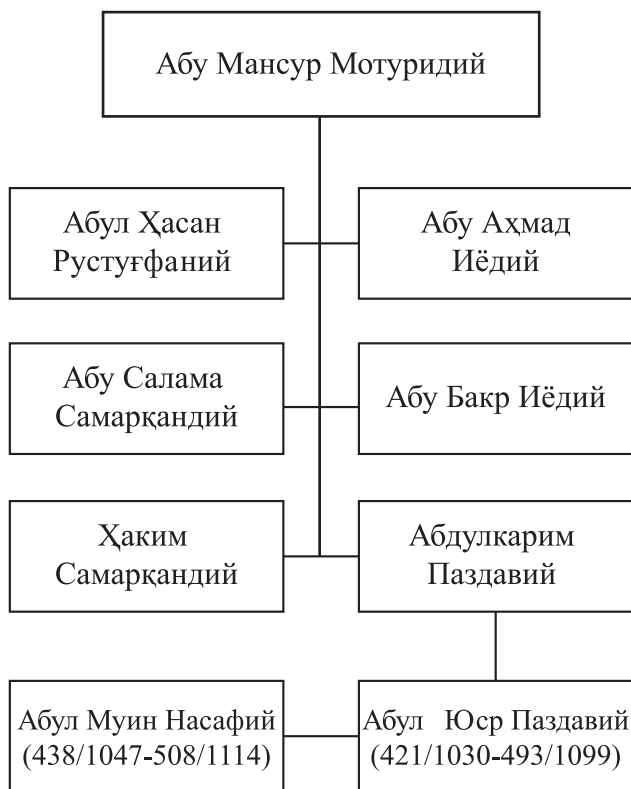 Абу Мансур Мотуридий
Абул Ҳасан
Рустуғфаний
Абу Аҳмад
Иёдий
Абу Салама
Самарқандий
Абу Бакр Иёдий
Ҳаким
Самарқандий
Абдулкарим
Паздавий
Абул Муин Насафий
(438/1047-508/1114)
Абул Юср Паздавий
(421/1030-493/1099)